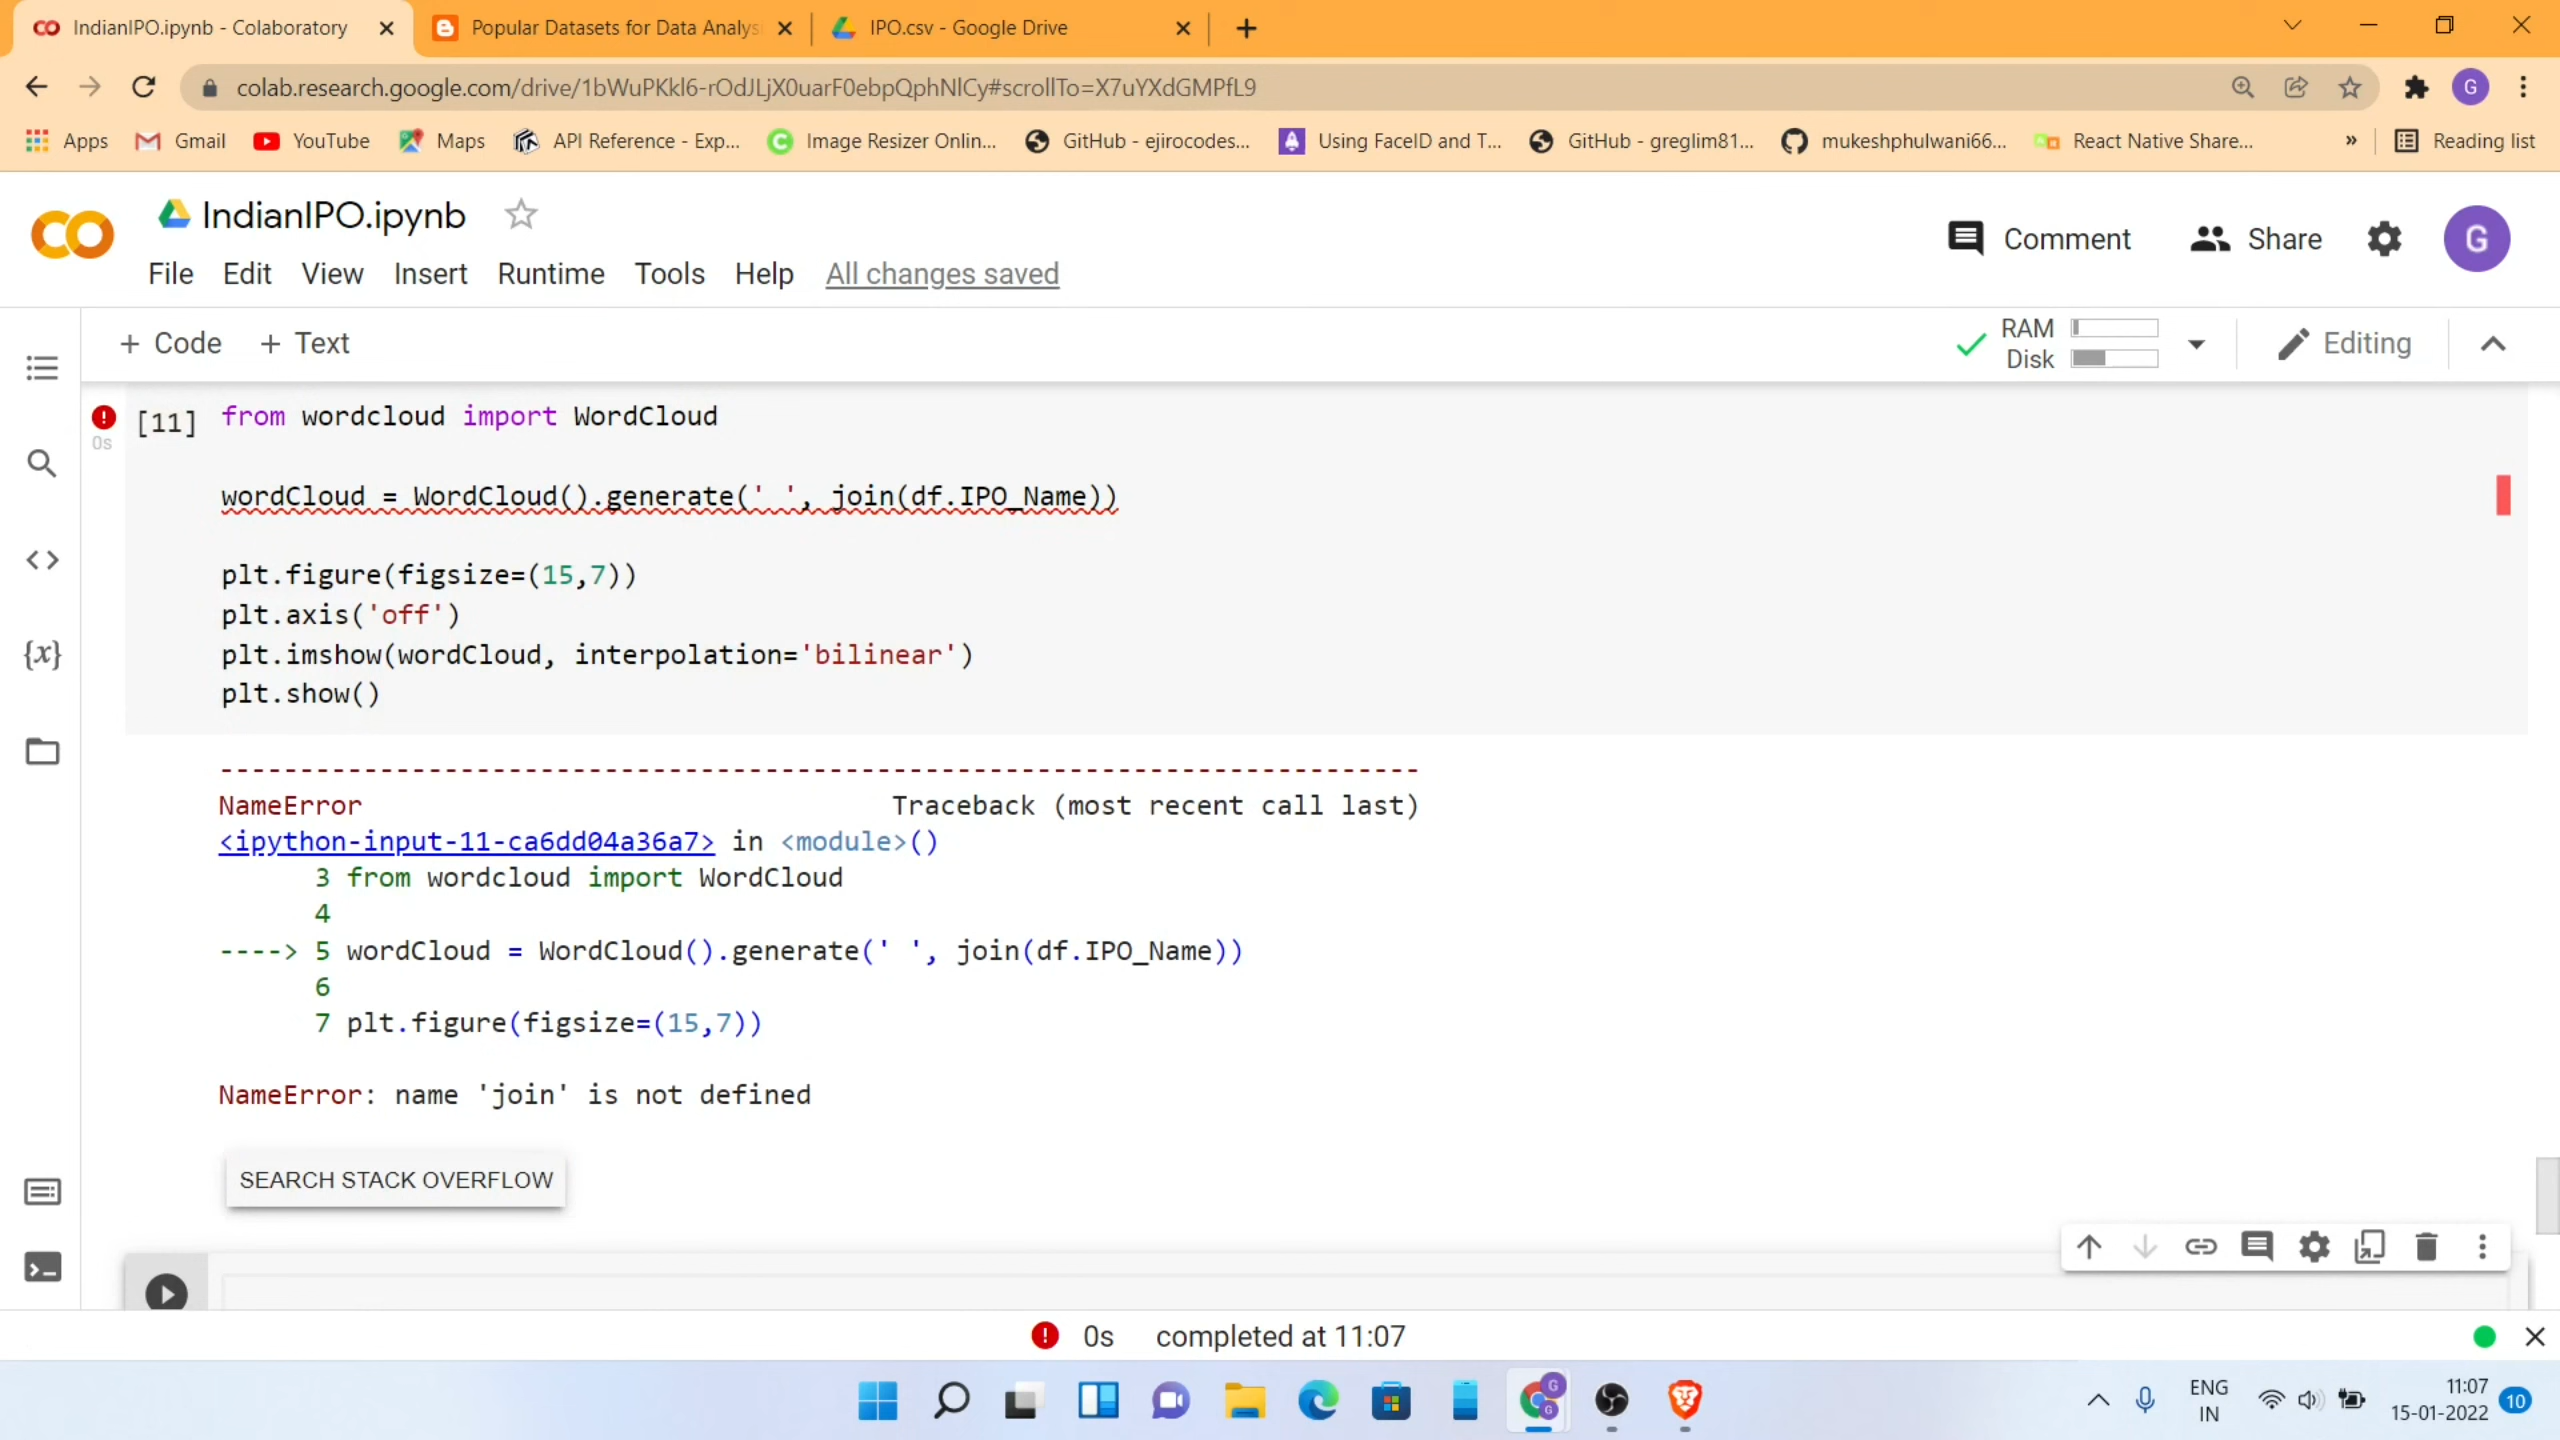 IndianIPO.ipynb - Colaboratory
Popular Datasets for Data Analys
IPO.csv - Google Drive
colab.research.google.com/drive/1bWuPKkl6-rOdJLjX0uarF0ebpQphNlCy#scrollTo=X7uYXdGMPfL9
G
Apps
Gmail
YouTube
Maps
API Reference - Exp...
Image Resizer Onlin...
GitHub - ejirocodes...
Using FaceID and T...
GitHub - greglim81...
mukeshphulwani66...
React Native Share...
»
Reading list
IndianIPO.ipynb
File Edit View Insert Runtime Tools Help All changes saved
Comment
Share
G
+ Code
+ Text
RAM
Disk
Editing
[11]
0s
from wordcloud import WordCloud
wordCloud = WordCloud().generate(' ', join(df.IPO_Name))
plt.figure(figsize=(15,7))
plt.axis('off')
plt.imshow(wordCloud, interpolation='bilinear')
plt.show()
{x}
---------------------------------------------------------------------------
NameError Traceback (most recent call last)
<ipython-input-11-ca6dd04a36a7> in <module>()
3 from wordcloud import WordCloud
4
----> 5 wordCloud = WordCloud().generate(' ', join(df.IPO_Name))
6
7 plt.figure(figsize=(15,7))
NameError: name 'join' is not defined
SEARCH STACK OVERFLOW
0s completed at 11:07
ENG
IN
11:07
15-01-2022
10